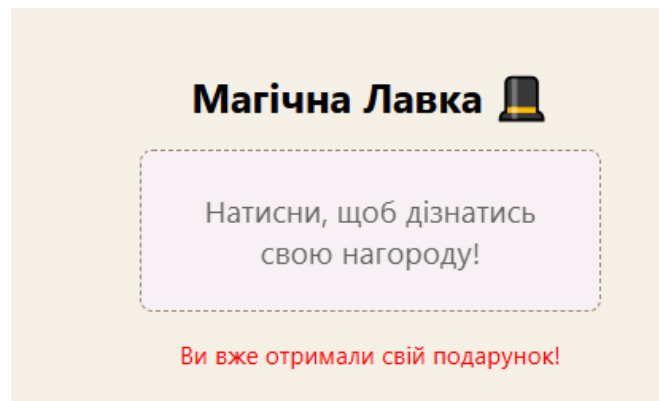 Магічна Лавка 🎩
Натисни, щоб дізнатись
свою нагороду!
Ви вже отримали свій подарунок!